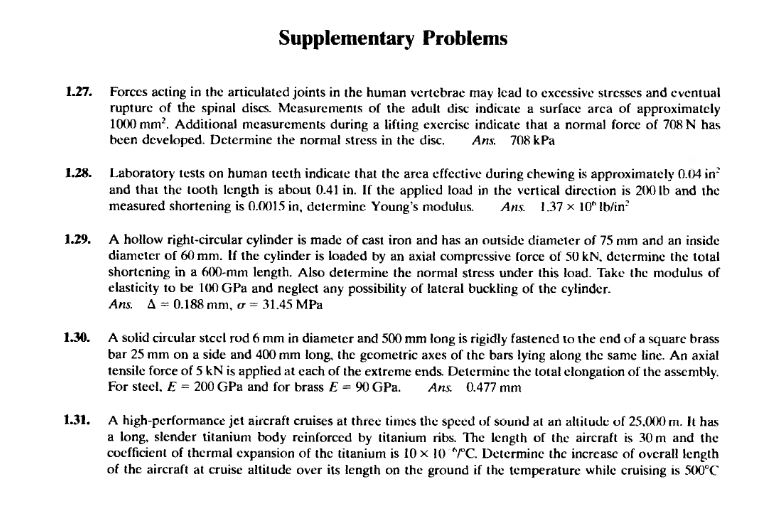 Supplementary Problems
1.27. Forces acting in the articulated joints in the human vertebrae may lead to excessive stresses and eventual
rupture of the spinal discs. Measurements of the adult disc indicate a surface area of approximately
1000 mm². Additional measurements during a lifting exercise indicate that a normal force of 708 N has
been developed. Determine the normal stress in the disc. Ans. 708 kPa
1.28. Laboratory tests on human teeth indicate that the area effective during chewing is approximately 0.04 in²
and that the tooth length is about 0.41 in. If the applied load in the vertical direction is 200 lb and the
measured shortening is 0.0015 in, determine Young's modulus. Ans. 1.37 × 10⁶ lb/in²
1.29. A hollow right-circular cylinder is made of cast iron and has an outside diameter of 75 mm and an inside
diameter of 60 mm. If the cylinder is loaded by an axial compressive force of 50 kN, determine the total
shortening in a 600-mm length. Also determine the normal stress under this load. Take the modulus of
elasticity to be 100 GPa and neglect any possibility of lateral buckling of the cylinder.
Ans. Δ = 0.188 mm, σ = 31.45 MPa
1.30. A solid circular steel rod 6 mm in diameter and 500 mm long is rigidly fastened to the end of a square brass
bar 25 mm on a side and 400 mm long, the geometric axes of the bars lying along the same line. An axial
tensile force of 5 kN is applied at each of the extreme ends. Determine the total elongation of the assembly.
For steel, E = 200 GPa and for brass E = 90 GPa. Ans. 0.477 mm
1.31. A high-performance jet aircraft cruises at three times the speed of sound at an altitude of 25,000 m. It has
a long, slender titanium body reinforced by titanium ribs. The length of the aircraft is 30 m and the
coefficient of thermal expansion of the titanium is 10 × 10 ⁶/°C. Determine the increase of overall length
of the aircraft at cruise altitude over its length on the ground if the temperature while cruising is 500°C